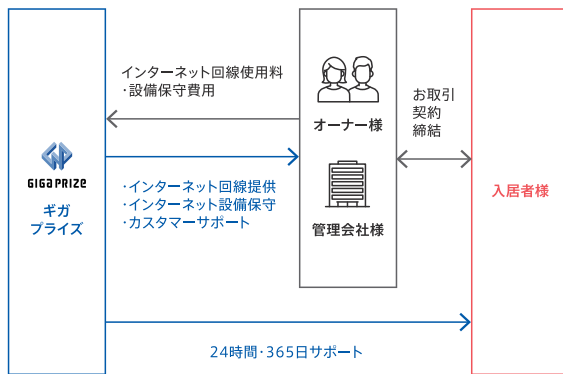 インターネット回線使用料
・設備保守費用
GIGA PRIZE
ギガ
プライズ
・インターネット回線提供
・インターネット設備保守
・カスタマーサポート
オーナー様
管理会社様
お取引
契約
締結
入居者様
24時間・365日サポート